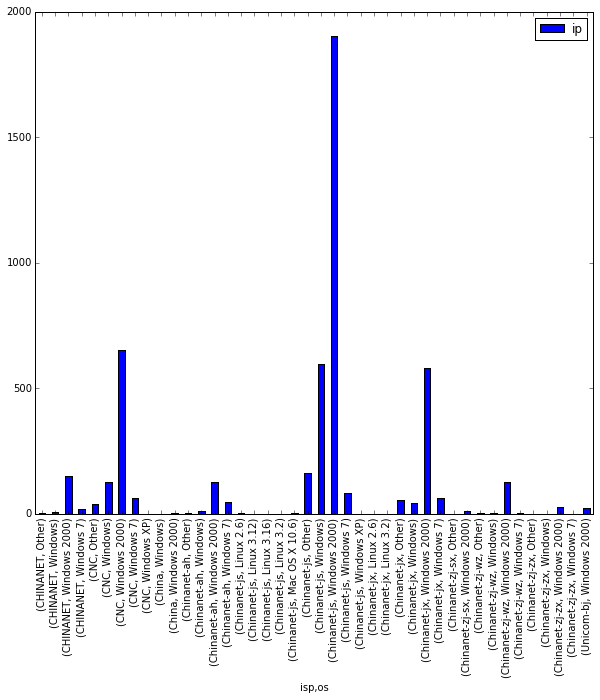 2000
ip
1500
1000
500
0
(CHINANET, Other)
(CHINANET, Windows)
(CHINANET, Windows 2000)
(CHINANET, Windows 7)
(CNC, Other)
(CNC, Windows)
(CNC, Windows 2000)
(CNC, Windows 7)
(CNC, Windows XP)
(China, Windows)
(China, Windows 2000)
(Chinanet-ah, Other)
(Chinanet-ah, Windows)
(Chinanet-ah, Windows 2000)
(Chinanet-ah, Windows 7)
(Chinanet-js, Linux 2.6)
(Chinanet-js, Linux 3.12)
(Chinanet-js, Linux 3.16)
(Chinanet-js, Linux 3.2)
(Chinanet-js, Mac OS X 10.6)
(Chinanet-js, Other)
(Chinanet-js, Windows)
(Chinanet-js, Windows 2000)
(Chinanet-js, Windows 7)
(Chinanet-js, Windows XP)
(Chinanet-jx, Linux 2.6)
(Chinanet-jx, Linux 3.2)
(Chinanet-jx, Other)
(Chinanet-jx, Windows)
(Chinanet-jx, Windows 2000)
(Chinanet-jx, Windows 7)
(Chinanet-zj-sx, Other)
(Chinanet-zj-sx, Windows 2000)
(Chinanet-zj-wz, Other)
(Chinanet-zj-wz, Windows)
(Chinanet-zj-wz, Windows 2000)
(Chinanet-zj-wz, Windows 7)
(Chinanet-zj-zx, Other)
(Chinanet-zj-zx, Windows)
(Chinanet-zj-zx, Windows 2000)
(Chinanet-zj-zx, Windows 7)
(Unicom-bj, Windows 2000)
isp,os